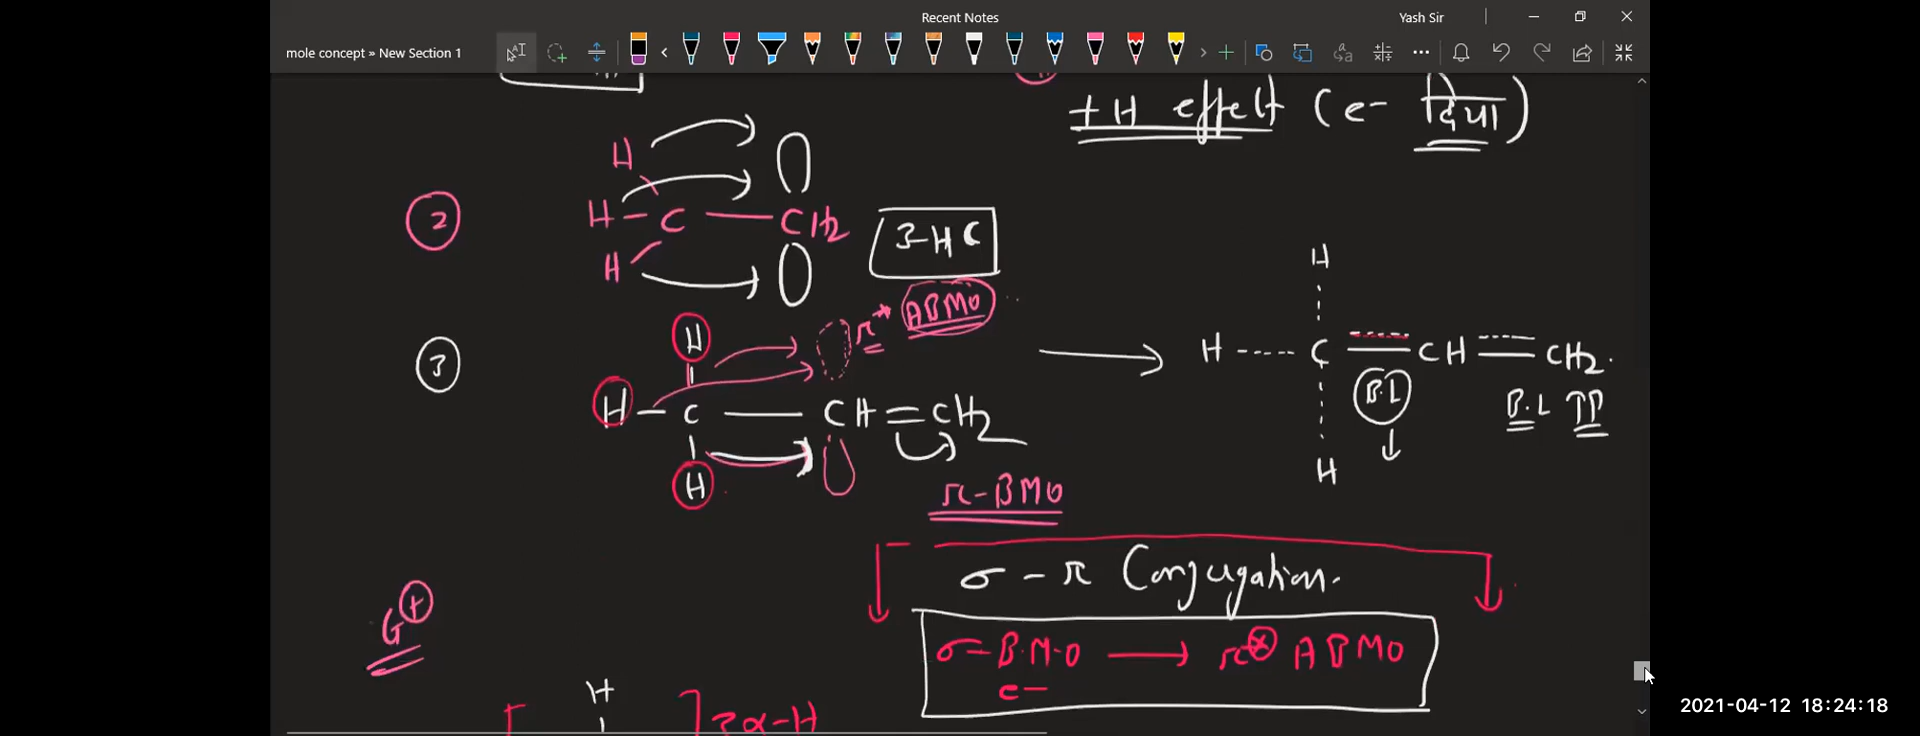 Recent Notes
Yash Sir
mole concept » New Section 1
+H effect (e- दिया)
H
② H-C-CH2 3-HC
H
π* ABMO
H
③ H-C-CH=CH2
H
H
H----C=CH=CH2.
B.L ↓ B.L ↑↑
H
π-BMO
σ-π Conjugation.
σ-B.M.O → π* ABMO
e-
G+
H
3α-H
2021-04-12 18:24:18